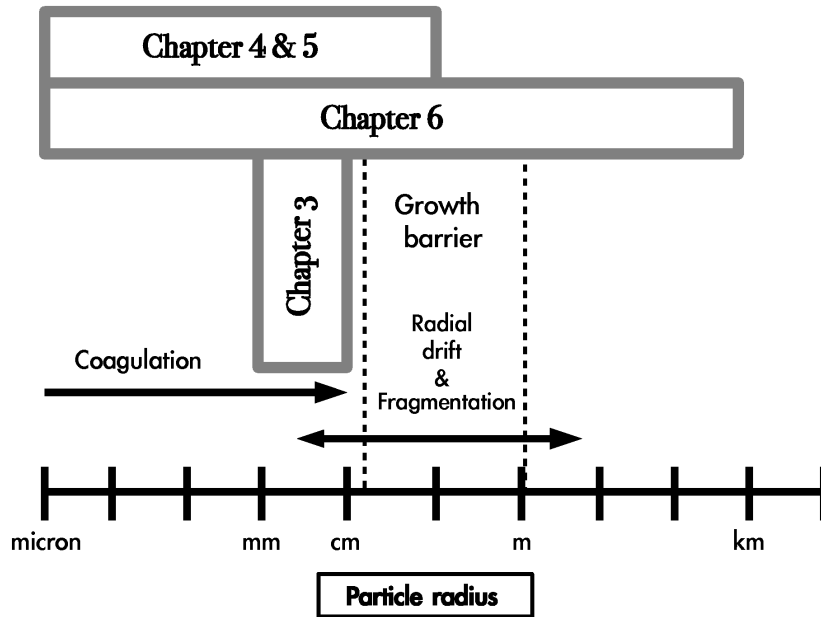 Chapter 4 & 5
Chapter 6
Chapter 3
Growth
barrier
Radial
drift
&
Fragmentation
Coagulation
micron
mm
cm
m
km
Particle radius